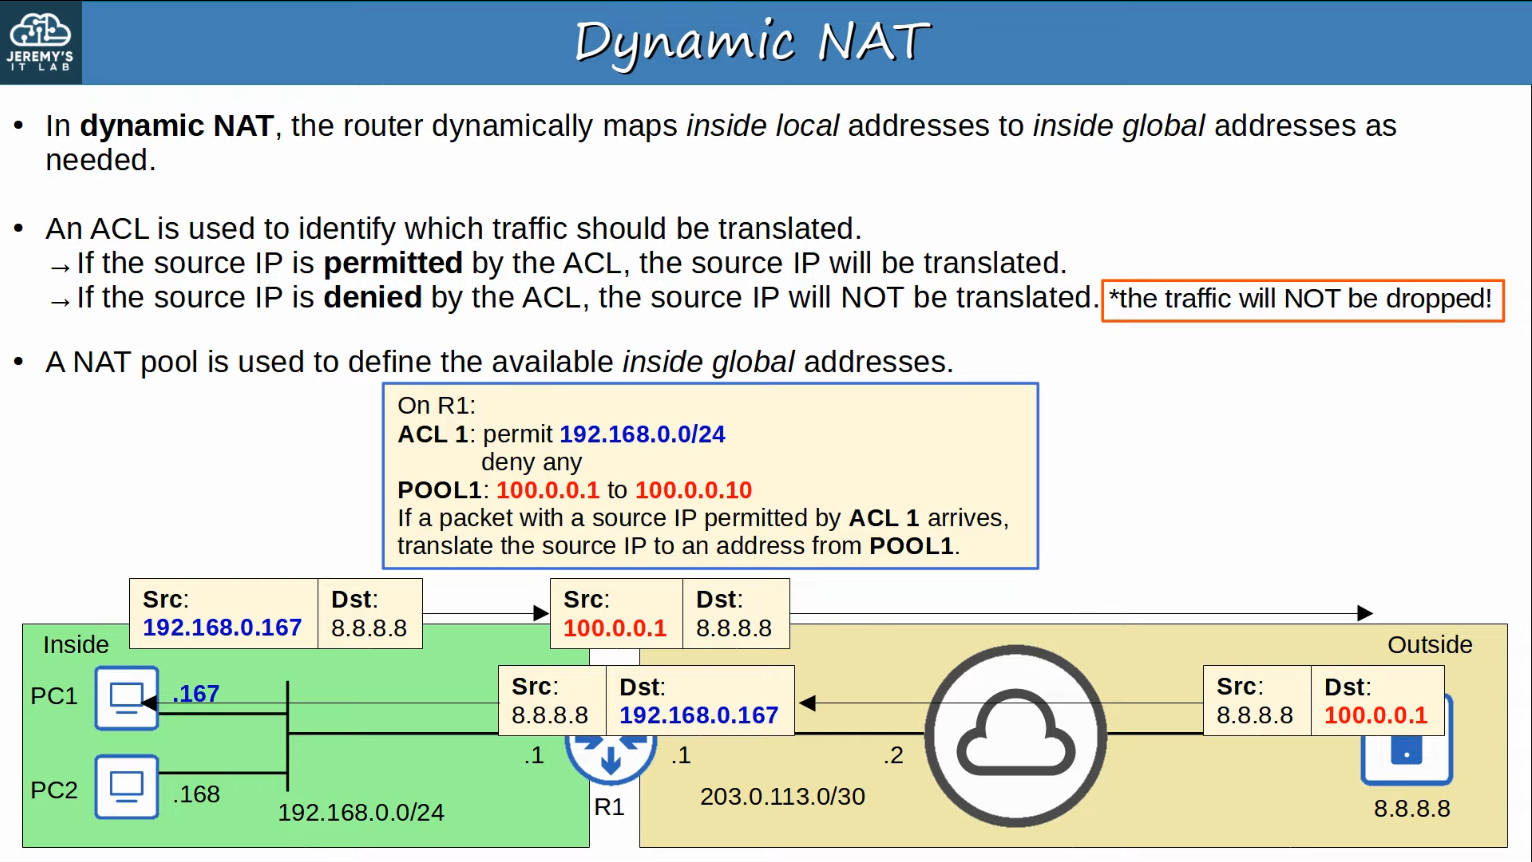 JEREMY'S
IT LAB
Dynamic NAT
• In dynamic NAT, the router dynamically maps inside local addresses to inside global addresses as
needed.
• An ACL is used to identify which traffic should be translated.
→If the source IP is permitted by the ACL, the source IP will be translated.
→If the source IP is denied by the ACL, the source IP will NOT be translated. *the traffic will NOT be dropped!
• A NAT pool is used to define the available inside global addresses.
On R1:
ACL 1: permit 192.168.0.0/24
deny any
POOL1: 100.0.0.1 to 100.0.0.10
If a packet with a source IP permitted by ACL 1 arrives,
translate the source IP to an address from POOL1.
Src:
192.168.0.167
Dst:
8.8.8.8
Src:
100.0.0.1
Dst:
8.8.8.8
Inside
Outside
PC1
.167
Src:
8.8.8.8
Dst:
192.168.0.167
Src:
8.8.8.8
Dst:
100.0.0.1
.1
.1
.2
PC2
.168
192.168.0.0/24
R1
203.0.113.0/30
8.8.8.8